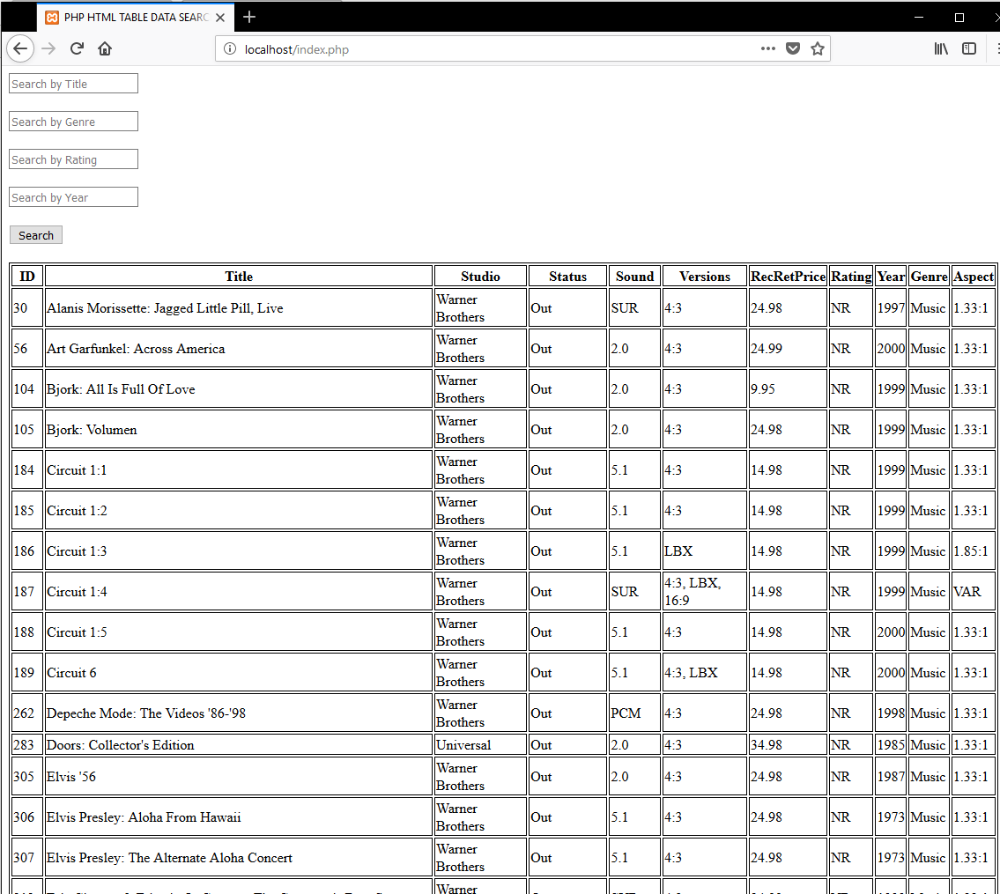 PHP HTML TABLE DATA SEARC
localhost/index.php
Search by Title
Search by Genre
Search by Rating
Search by Year
Search
ID Title Studio Status Sound Versions RecRetPrice Rating Year Genre Aspect
30 Alanis Morissette: Jagged Little Pill, Live Warner Brothers Out SUR 4:3 24.98 NR 1997 Music 1.33:1
56 Art Garfunkel: Across America Warner Brothers Out 2.0 4:3 24.99 NR 2000 Music 1.33:1
104 Bjork: All Is Full Of Love Warner Brothers Out 2.0 4:3 9.95 NR 1999 Music 1.33:1
105 Bjork: Volumen Warner Brothers Out 2.0 4:3 24.98 NR 1999 Music 1.33:1
184 Circuit 1:1 Warner Brothers Out 5.1 4:3 14.98 NR 1999 Music 1.33:1
185 Circuit 1:2 Warner Brothers Out 5.1 4:3 14.98 NR 1999 Music 1.33:1
186 Circuit 1:3 Warner Brothers Out 5.1 LBX 14.98 NR 1999 Music 1.85:1
187 Circuit 1:4 Warner Brothers Out SUR 4:3, LBX, 16:9 14.98 NR 1999 Music VAR
188 Circuit 1:5 Warner Brothers Out 5.1 4:3 14.98 NR 2000 Music 1.33:1
189 Circuit 6 Warner Brothers Out 5.1 4:3, LBX 14.98 NR 2000 Music 1.33:1
262 Depeche Mode: The Videos '86-'98 Warner Brothers Out PCM 4:3 24.98 NR 1998 Music 1.33:1
283 Doors: Collector's Edition Universal Out 2.0 4:3 34.98 NR 1985 Music 1.33:1
305 Elvis '56 Warner Brothers Out 2.0 4:3 24.98 NR 1987 Music 1.33:1
306 Elvis Presley: Aloha From Hawaii Warner Brothers Out 5.1 4:3 24.98 NR 1973 Music 1.33:1
307 Elvis Presley: The Alternate Aloha Concert Warner Brothers Out 5.1 4:3 24.98 NR 1973 Music 1.33:1
Warner